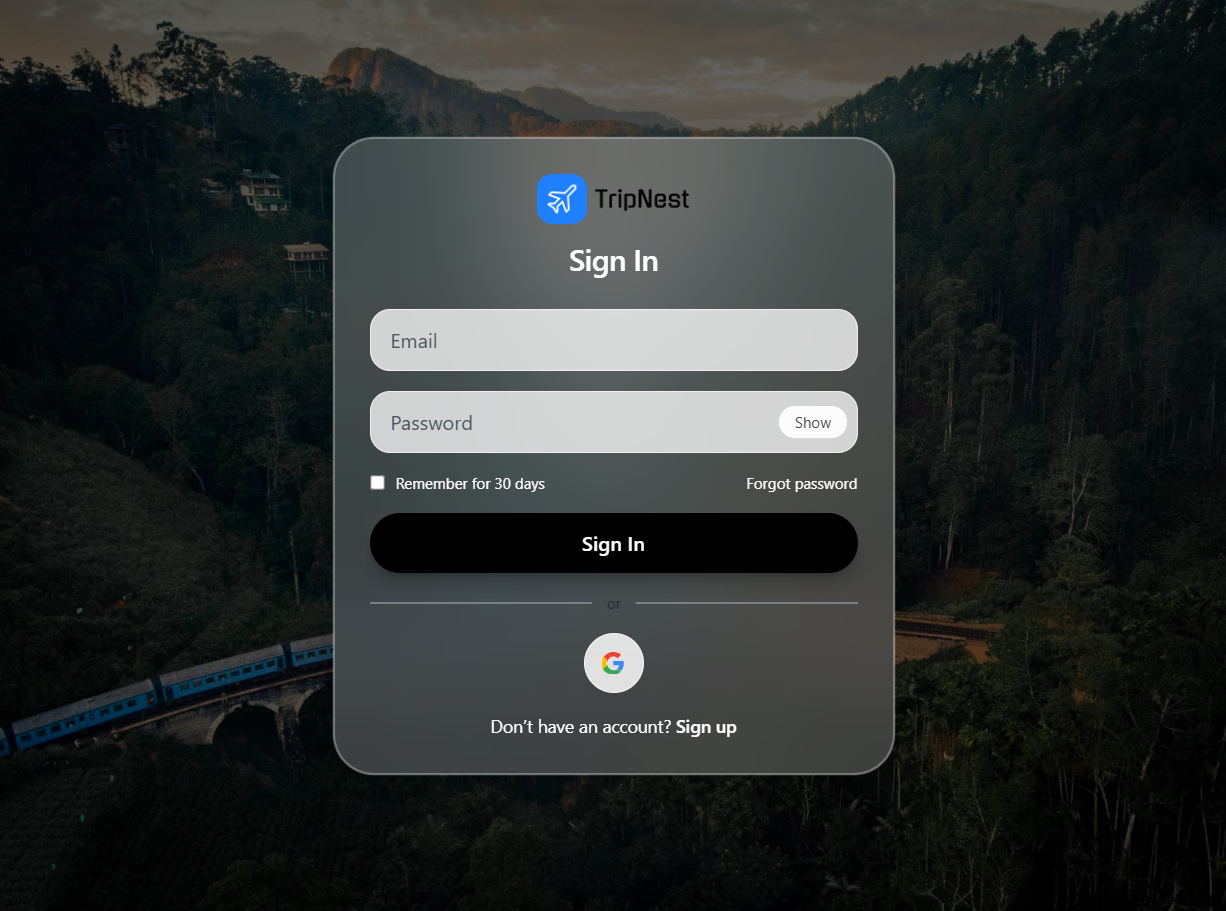 TripNest
Sign In
Email
Password
Show
Remember for 30 days
Forgot password
Sign In
or
Don’t have an account? Sign up